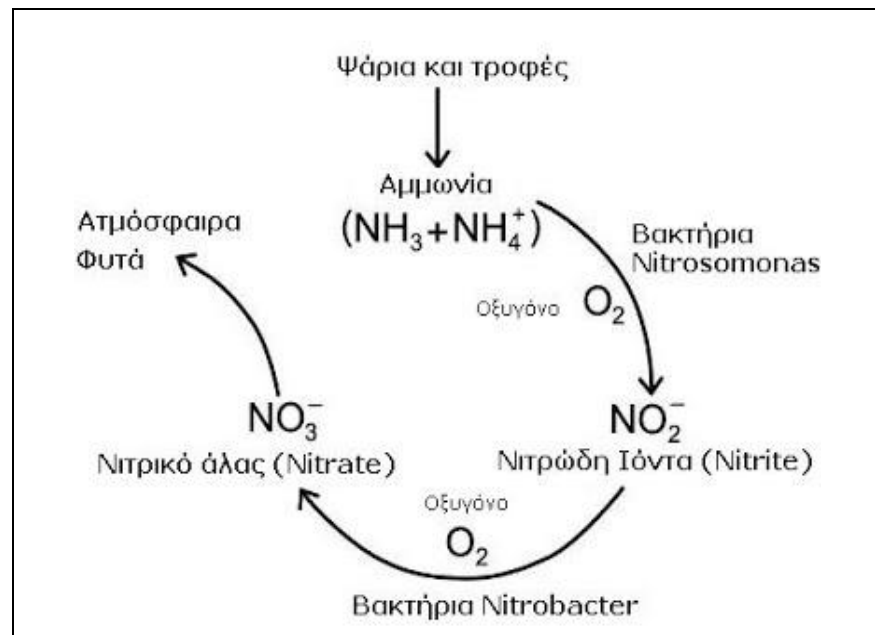 Ψάρια και τροφές
Αμμωνία
(NH₃+NH₄⁺)
Βακτήρια
Nitrosomonas
Οξυγόνο O₂
NO₂⁻
Νιτρώδη Ιόντα (Nitrite)
Οξυγόνο
O₂
Βακτήρια Nitrobacter
NO₃⁻
Νιτρικό άλας (Nitrate)
Ατμόσφαιρα
Φυτά